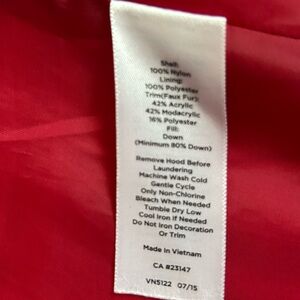 Shell:
100% Nylon
Lining:
100% Polyester
Trim(Faux Fur):
42% Acrylic
42% Modacrylic
16% Polyester
Fill:
Down
(Minimum 80% Down)
Remove Hood Before
Laundering
Machine Wash Cold
Gentle Cycle
Only Non-Chlorine
Bleach When Needed
Tumble Dry Low
Cool Iron if Needed
Do Not Iron Decoration
Or Trim
Made In Vietnam
CA #23147
VN5122 07/15